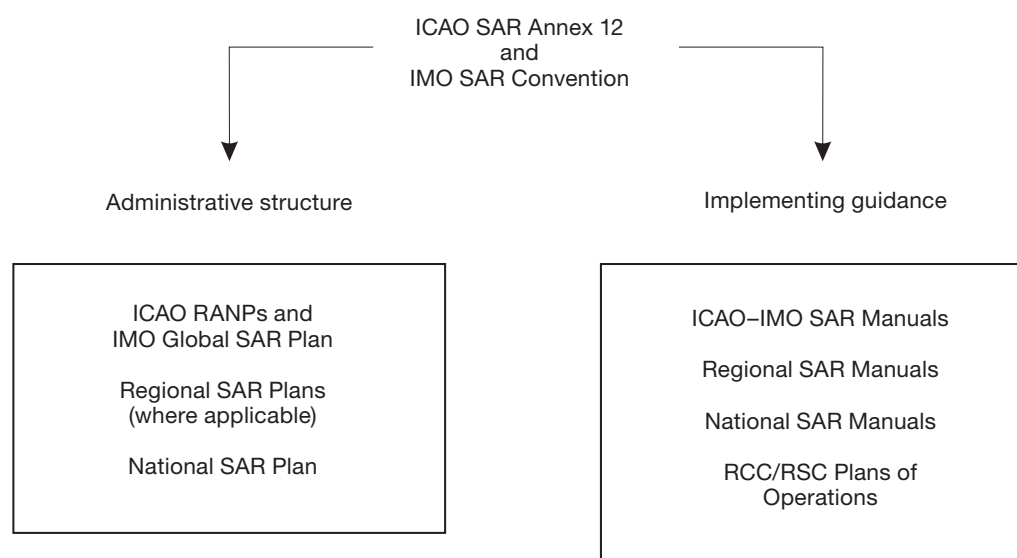 ICAO SAR Annex 12
and
IMO SAR Convention
Administrative structure
Implementing guidance
ICAO RANPs and
IMO Global SAR Plan
Regional SAR Plans
(where applicable)
National SAR Plan
ICAO–IMO SAR Manuals
Regional SAR Manuals
National SAR Manuals
RCC/RSC Plans of
Operations